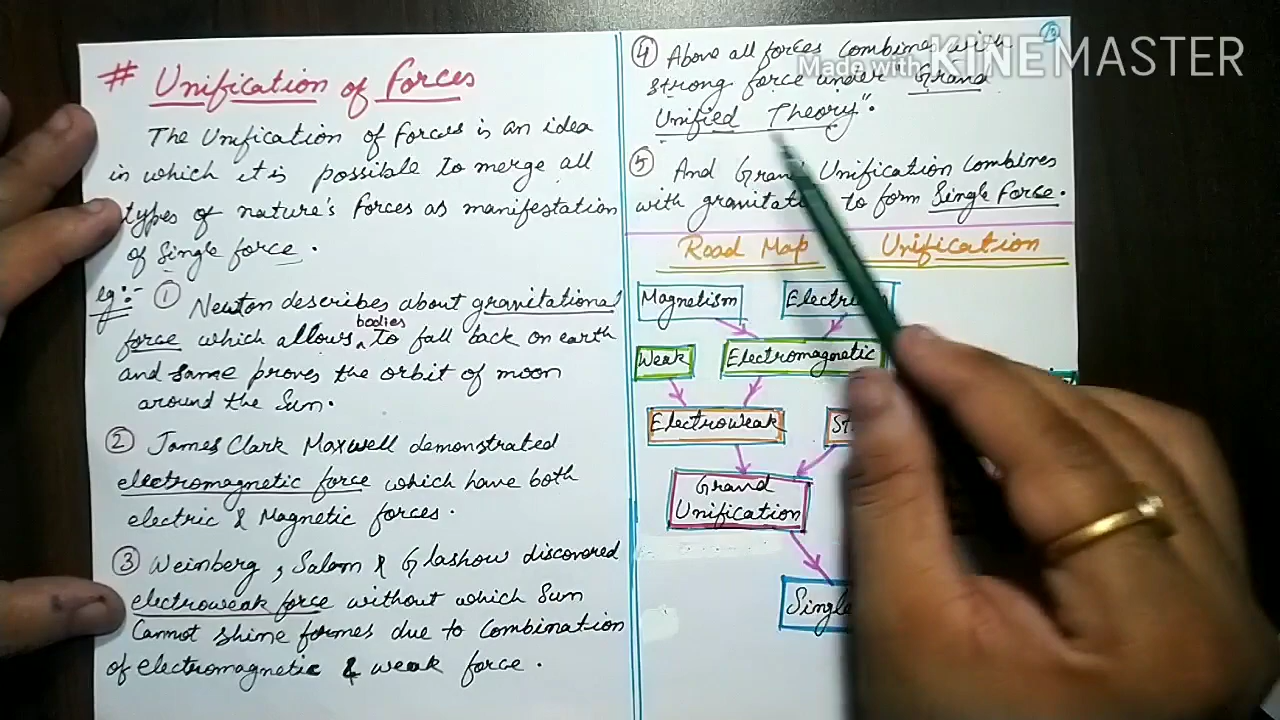 # Unification of Forces
The Unification of Forces is an idea
in which it is possible to merge all
types of nature's Forces as manifestation
of Single force.
eg:- ① Newton describes about gravitational
force which allows bodies to fall back on earth
and same proves the orbit of moon
around the Sun.
② James Clark Maxwell demonstrated
electromagnetic force which have both
electric & Magnetic forces.
③ Weinberg, Salam & Glashow discovered
electroweak force without which Sun
Cannot shine formes due to Combination
of electromagnetic & weak force.
10
④ Above all forces combine with
strong force under "Grand
Unified Theory".
⑤ And Grand Unification Combines
with gravitati to form Single Force.
Road Map Unification
Magnetism Electri
Weak Electromagnetic
Electroweak St
Grand
Unification
Single
Made with KINEMASTER